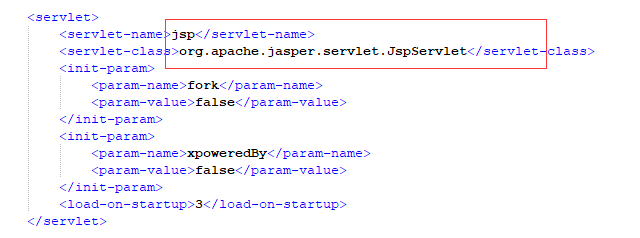 <servlet>
<servlet-name>jsp</servlet-name>
<servlet-class>org.apache.jasper.servlet.JspServlet</servlet-class>
<init-param>
<param-name>fork</param-name>
<param-value>false</param-value>
</init-param>
<init-param>
<param-name>xpoweredBy</param-name>
<param-value>false</param-value>
</init-param>
<load-on-startup>3</load-on-startup>
</servlet>